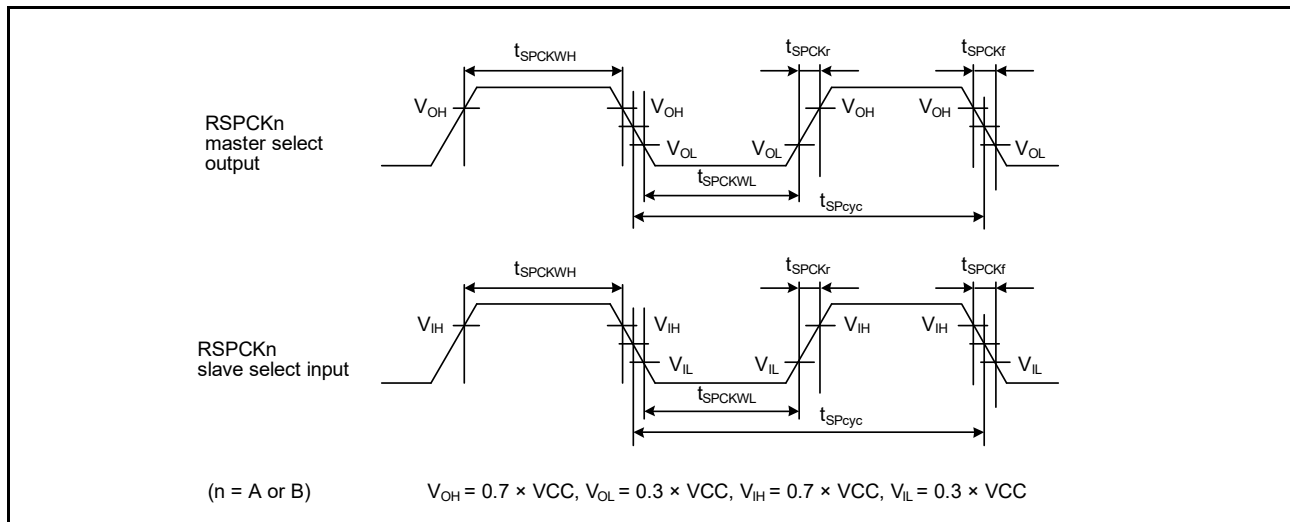 tSPCKWH
tSPCKr
tSPCKf
VOH
VOH
VOH
VOH
RSPCKn
master select
output
VOL
VOL
VOL
tSPCKWL
tSPcyc
tSPCKWH
tSPCKr
tSPCKf
VIH
VIH
VIH
VIH
RSPCKn
slave select input
VIL
VIL
VIL
tSPCKWL
tSPcyc
(n = A or B)
VOH = 0.7 × VCC, VOL = 0.3 × VCC, VIH = 0.7 × VCC, VIL = 0.3 × VCC